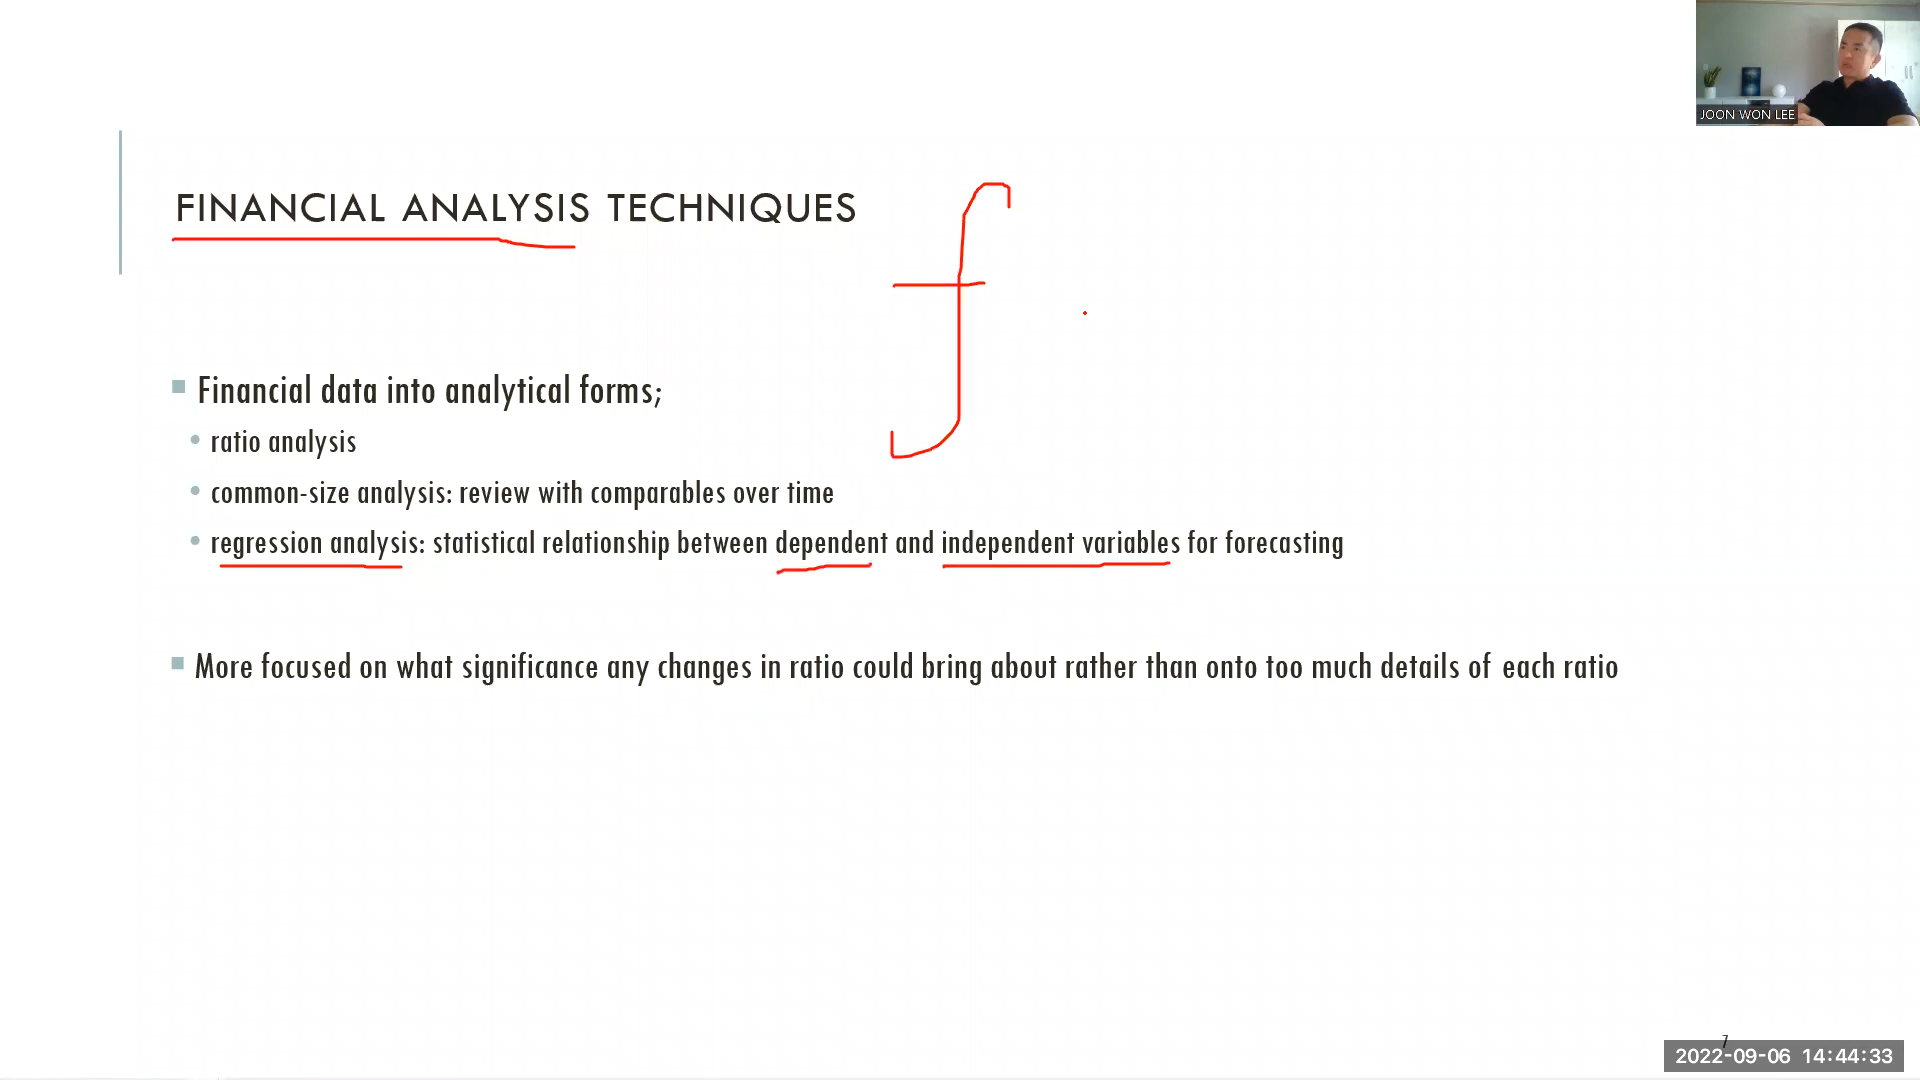 JOON WON LEE
FINANCIAL ANALYSIS TECHNIQUES
f
Financial data into analytical forms;
ratio analysis
common-size analysis: review with comparables over time
regression analysis: statistical relationship between dependent and independent variables for forecasting
More focused on what significance any changes in ratio could bring about rather than onto too much details of each ratio
7
2022-09-06 14:44:33